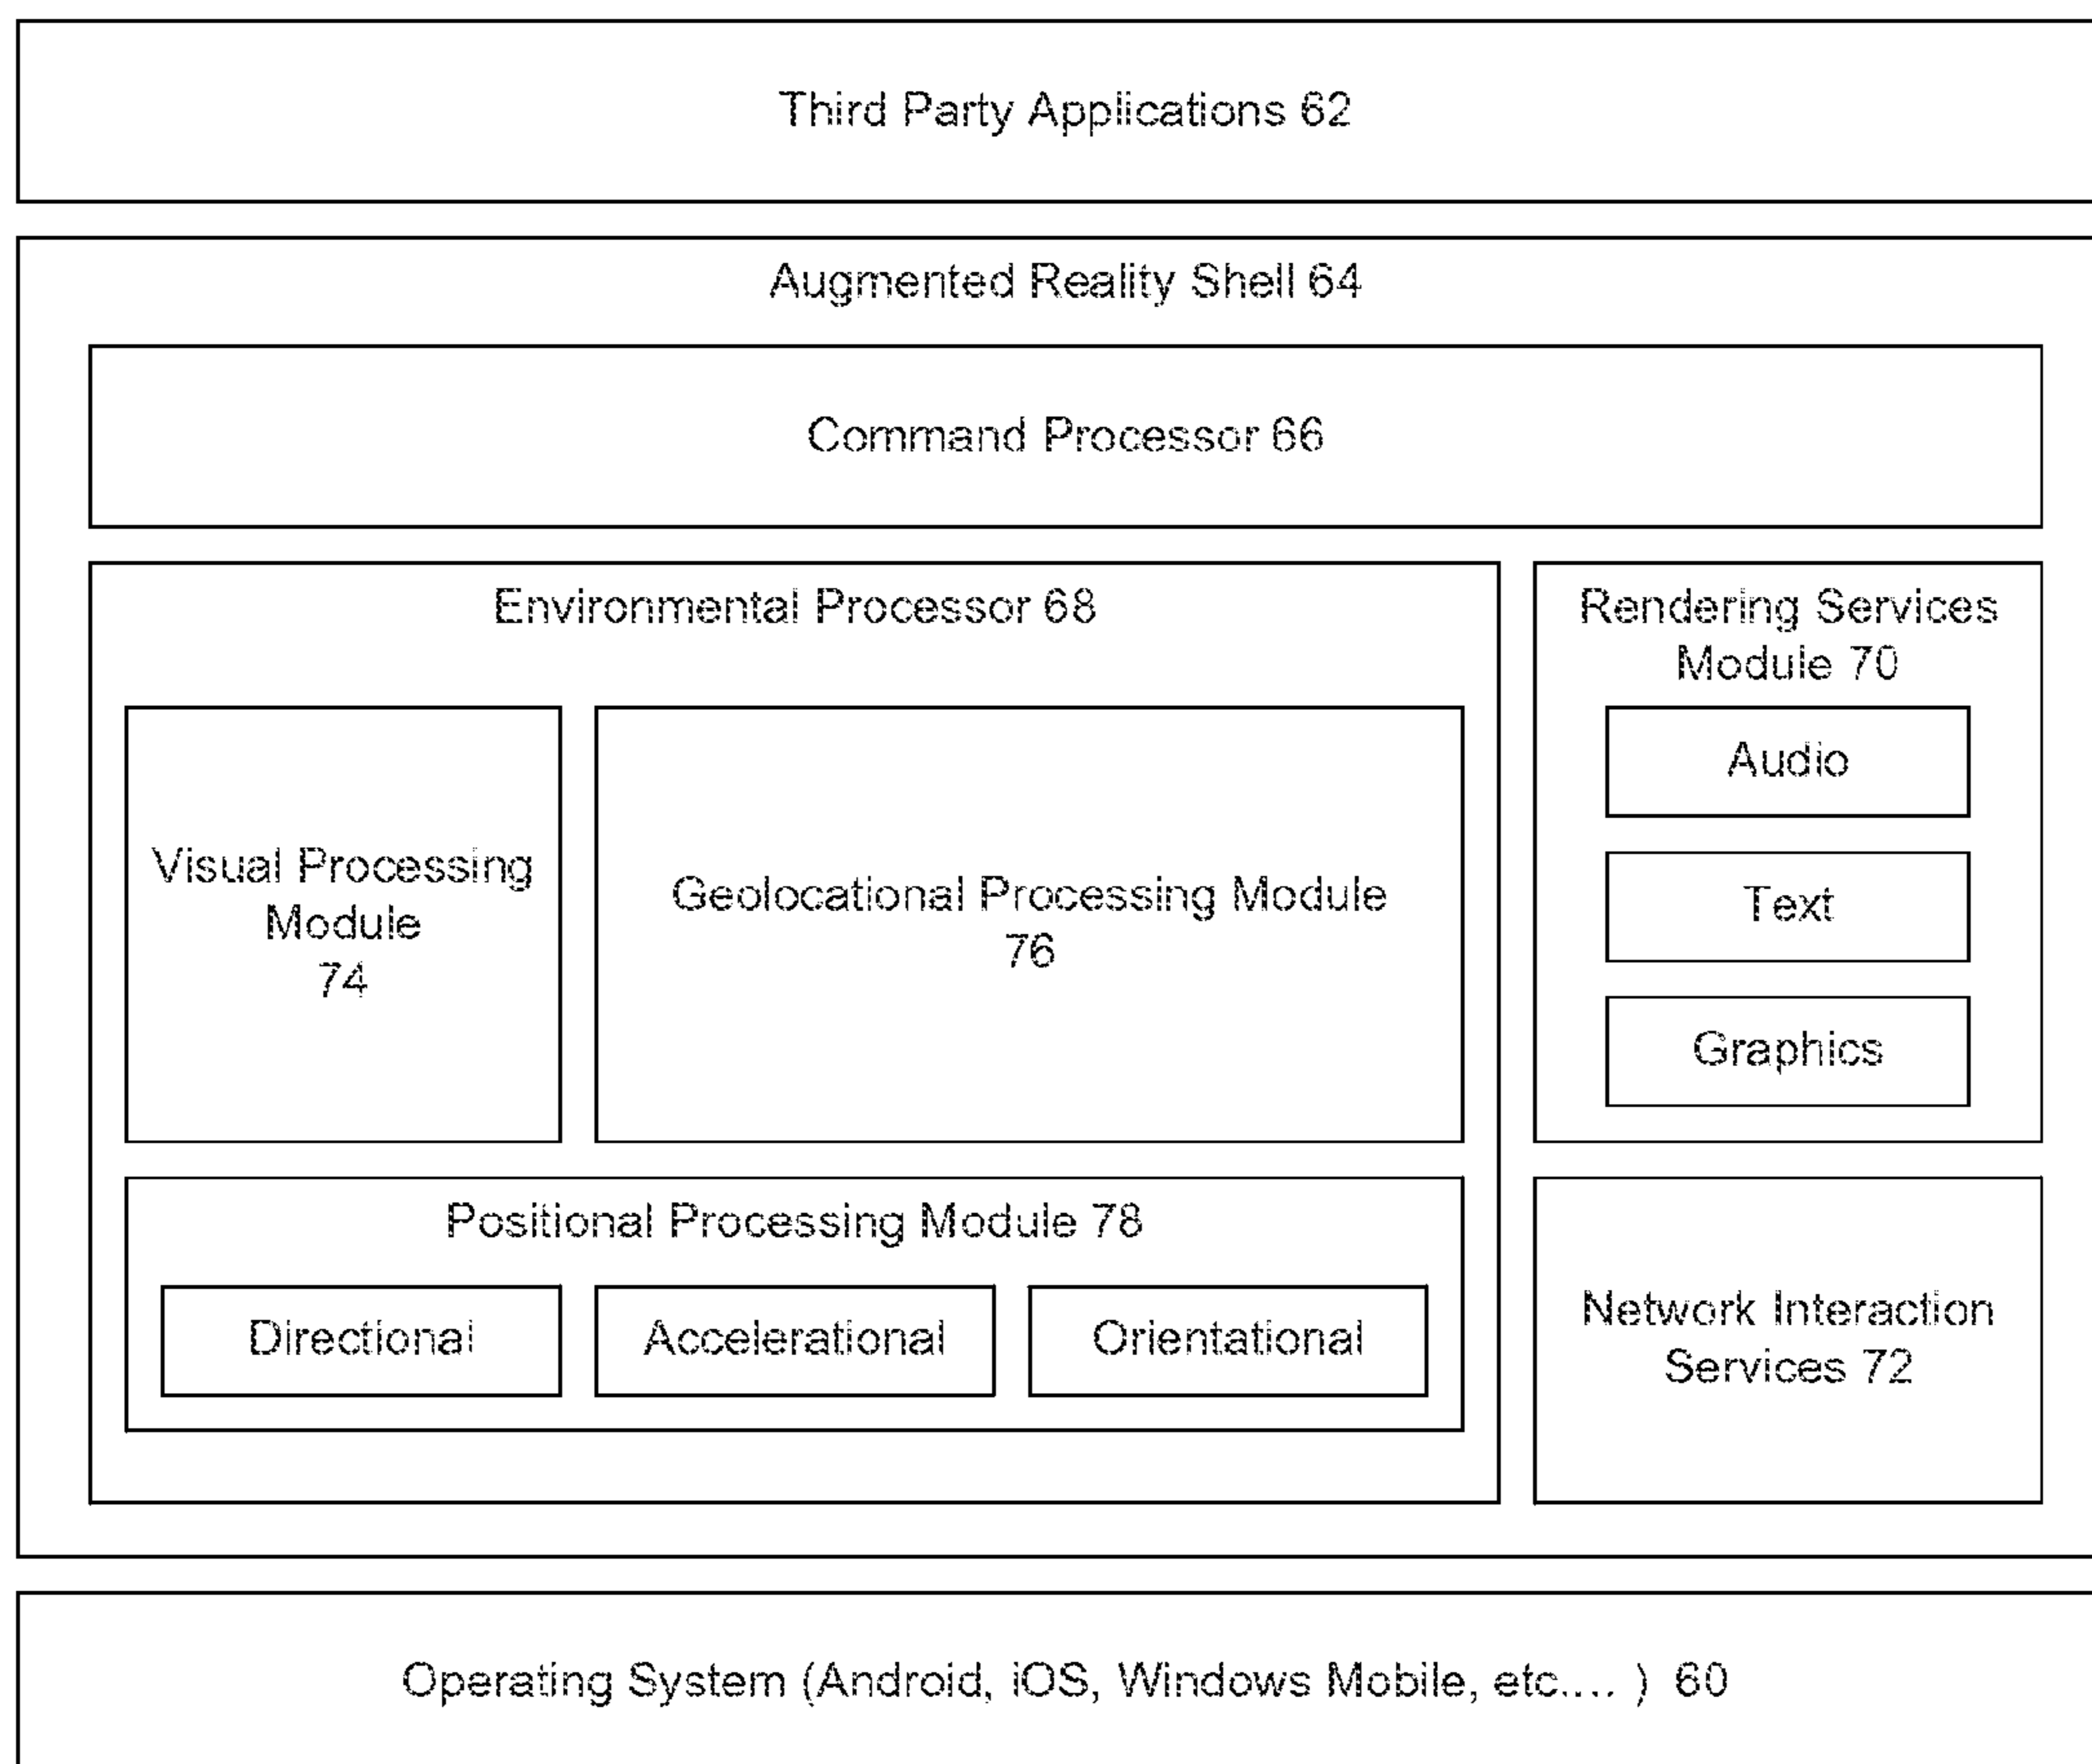 Third Party Applications 62
Augmented Reality Shell 64
Command Processor 66
Environmental Processor 68
Visual Processing
Module
74
Geolocational Processing Module
76
Positional Processing Module 78
Directional
Accelerational
Orientational
Rendering Services
Module 70
Audio
Text
Graphics
Network Interaction
Services 72
Operating System (Android, iOS, Windows Mobile, etc.... ) 60